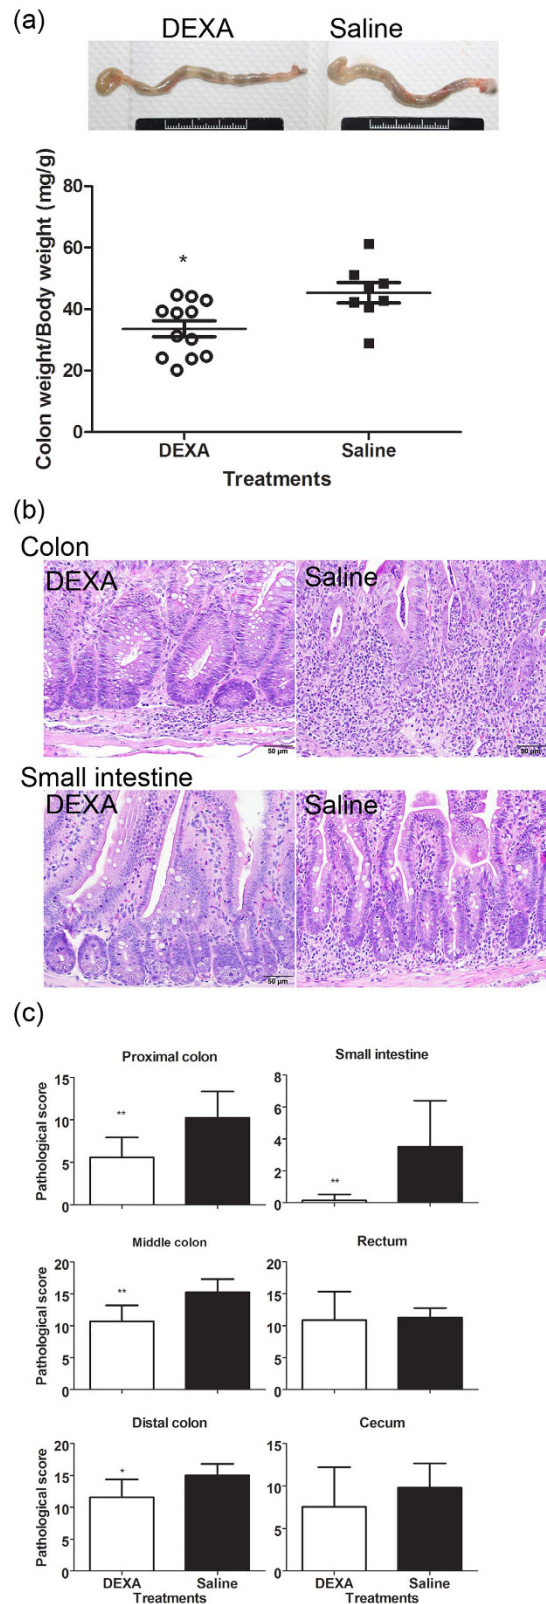 (a)
DEXA Saline
Colon weight/Body weight (mg/g)
80
60
40
20
0
*
DEXA Saline
Treatments
(b)
Colon
DEXA Saline
50 µm 50 µm
Small intestine
DEXA Saline
50 µm
(c)
Proximal colon Small intestine
Pathological score
15
10
5
0
**
8
6
4
2
0
**
Middle colon Rectum
Pathological score
20
15
10
5
0
**
20
15
10
5
0
Distal colon Cecum
Pathological score
20
15
10
5
0
*
15
10
5
0
DEXA Saline DEXA Saline
Treatments Treatments